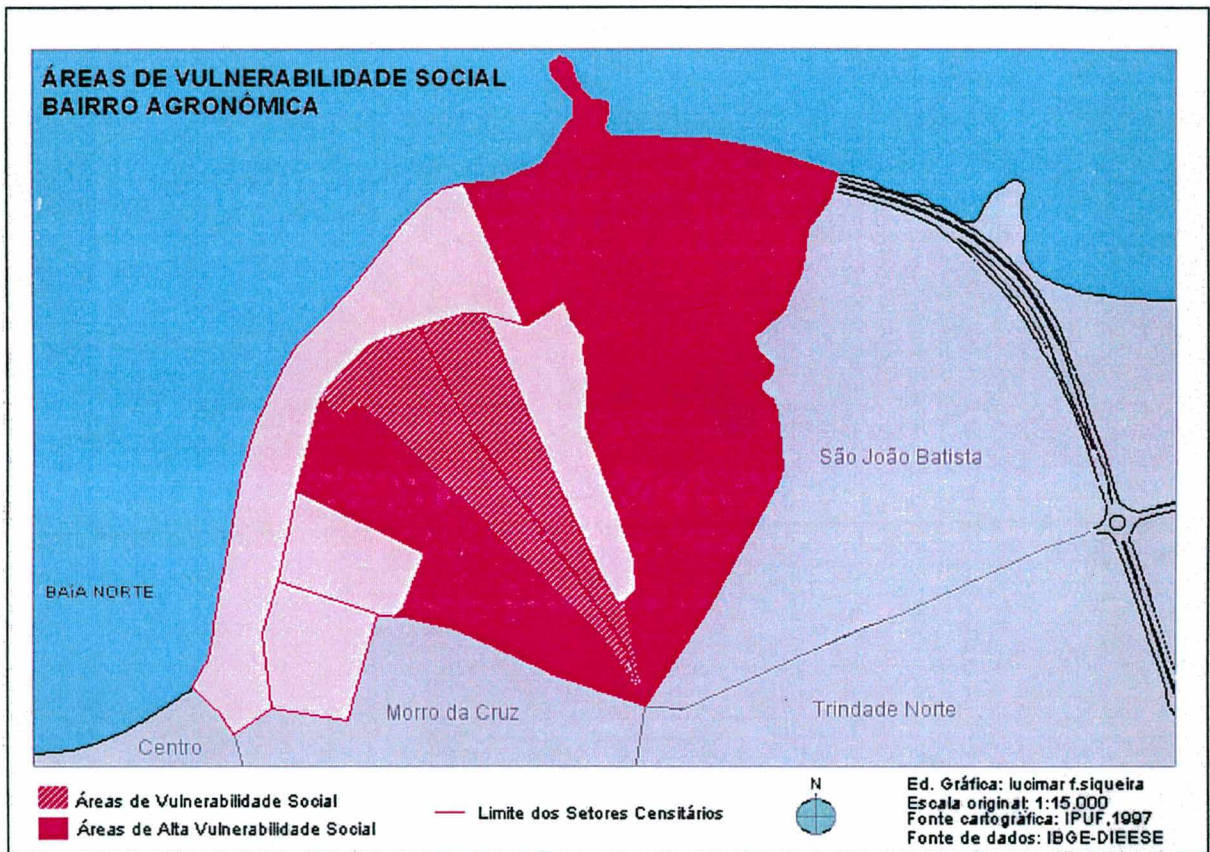 ÁREAS DE VULNERABILIDADE SOCIAL
BAIRRO AGRONÔMICA
São João Batista
BAÍA NORTE
Morro da Cruz
Trindade Norte
Centro
Áreas de Vulnerabilidade Social
Áreas de Alta Vulnerabilidade Social
Limite dos Setores Censitários
N
Ed. Gráfica: lucimar f.siqueira
Escala original: 1:15.000
Fonte cartográfica: IPUF,1997
Fonte de dados: IBGE-DIEESE